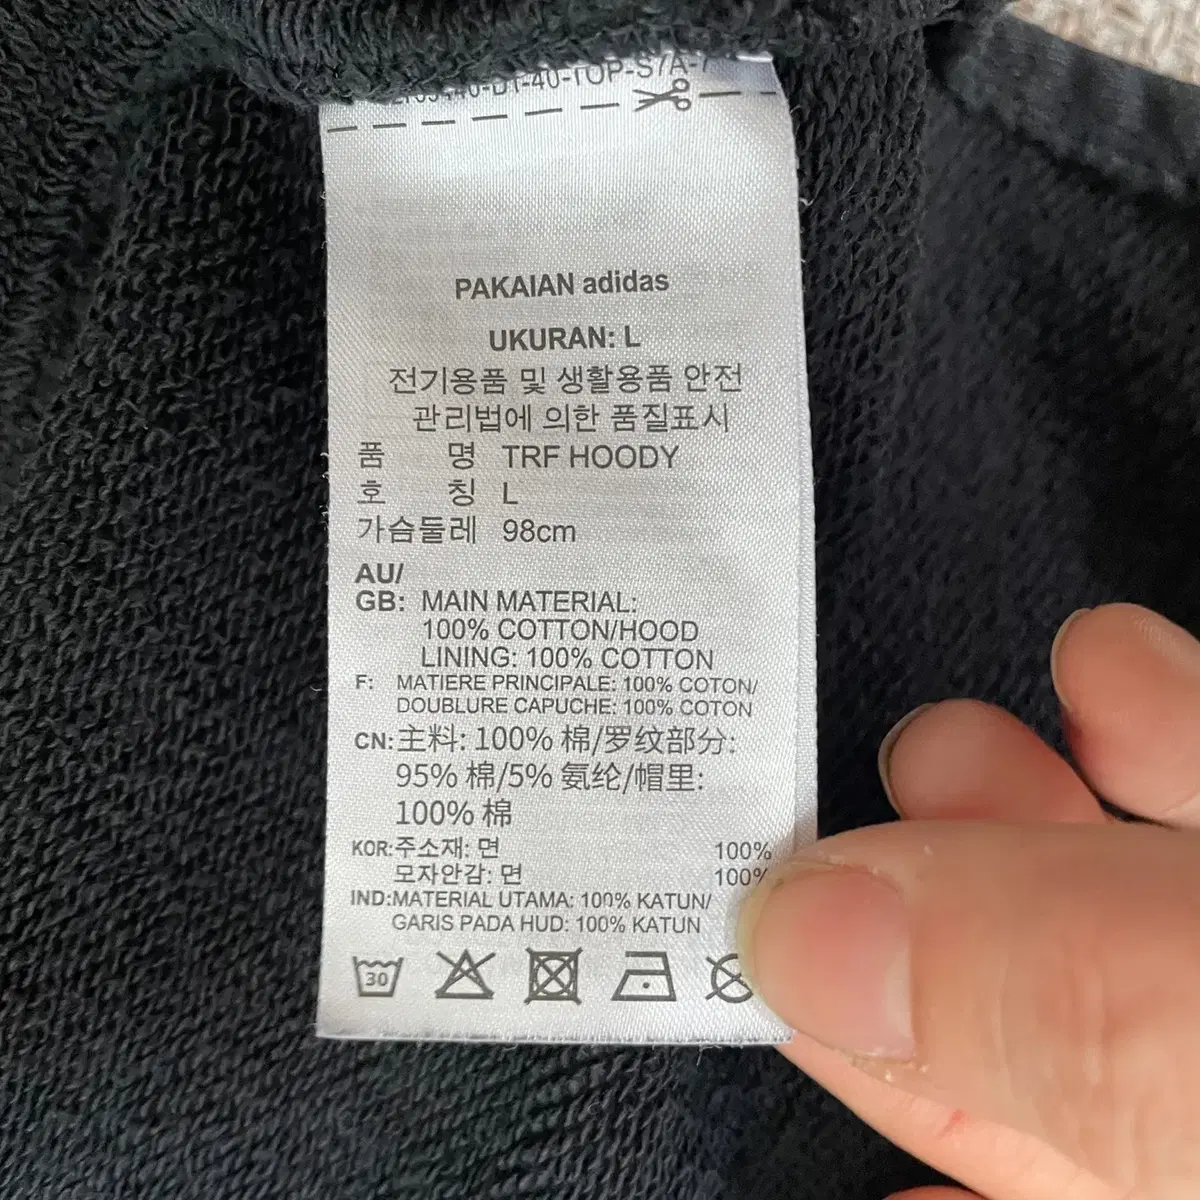 PAKAIAN adidas
UKURAN: L
전기용품 및 생활용품 안전
관리법에 의한 품질표시
품 명 TRF HOODY
호 칭 L
가슴둘레 98cm
AU/
GB: MAIN MATERIAL:
100% COTTON/HOOD
LINING: 100% COTTON
F: MATIERE PRINCIPALE: 100% COTON/
DOUBLURE CAPUCHE: 100% COTON
CN:主料: 100% 棉/罗纹部分:
95% 棉/5% 氨纶/帽里:
100% 棉
KOR:주소재: 면 100%
모자안감: 면 100%
IND:MATERIAL UTAMA: 100% KATUN/
GARIS PADA HUD: 100% KATUN
30